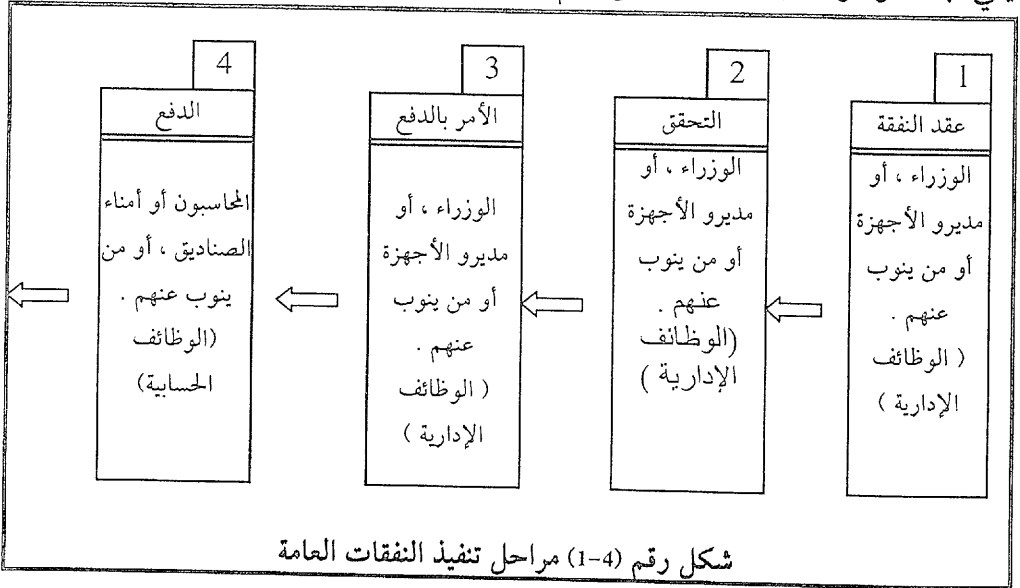 1
عقد النفقة
الوزراء ، أو
مديرو الأجهزة
أو من ينوب
عنهم .
( الوظائف
الإدارية )
2
التحقق
الوزراء ، أو
مديرو الأجهزة
أو من ينوب
عنهم .
(الوظائف
الإدارية )
3
الأمر بالدفع
الوزراء ، أو
مديرو الأجهزة
أو من ينوب
عنهم .
( الوظائف
الإدارية )
4
الدفع
المحاسبون أو أمناء
الصناديق ، أو من
ينوب عنهم .
(الوظائف
الحسابية)
شكل رقم (4-1) مراحل تنفيذ النفقات العامة